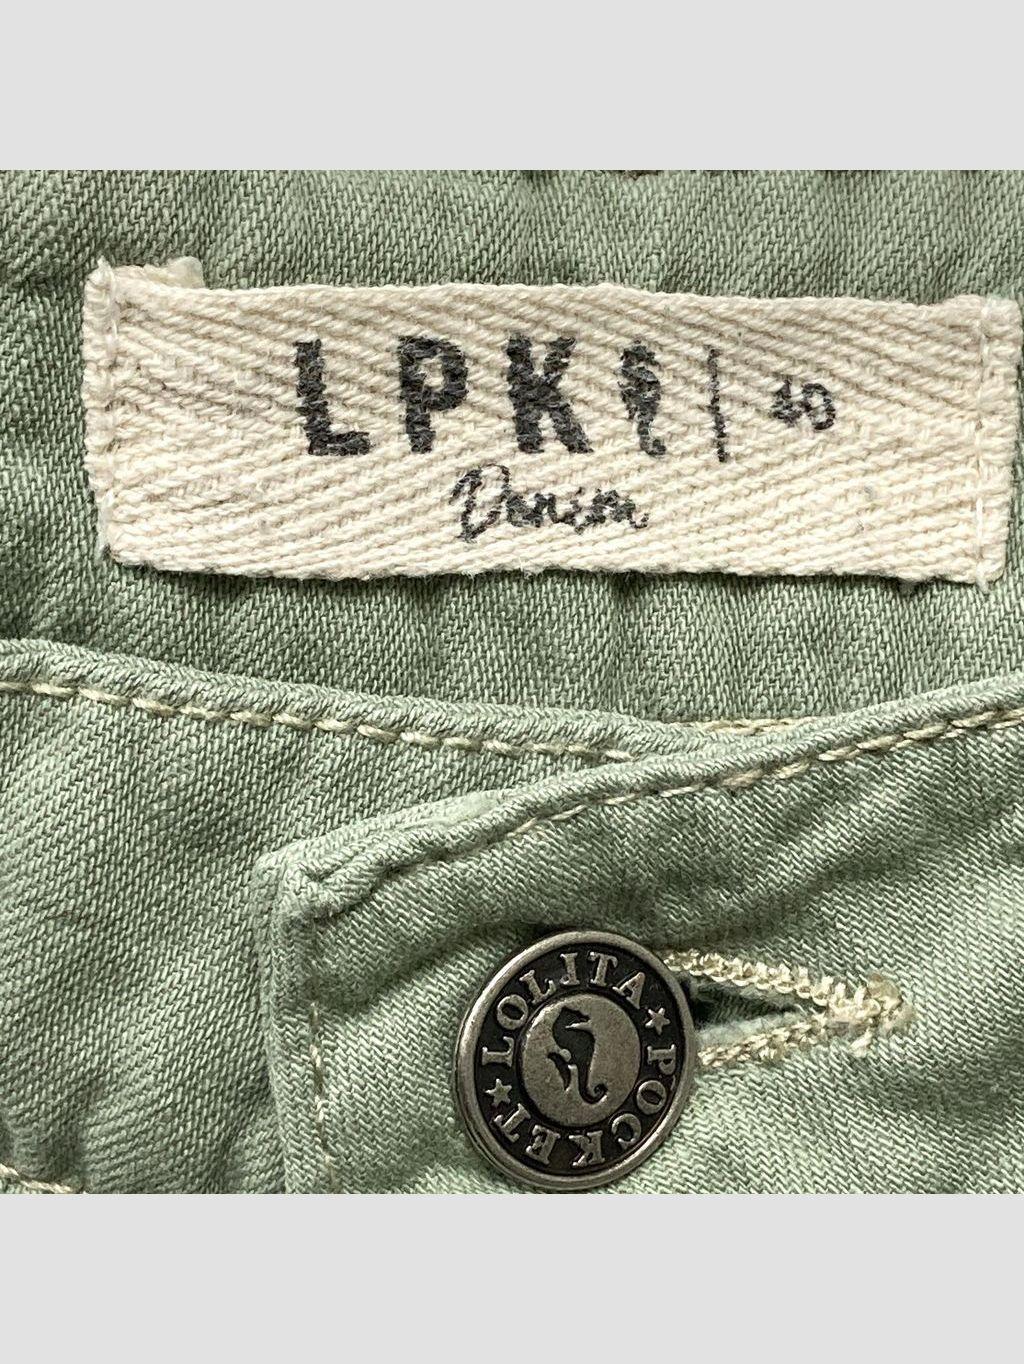 LPK | 40
Denim
LOLITA ★ POCKET ★